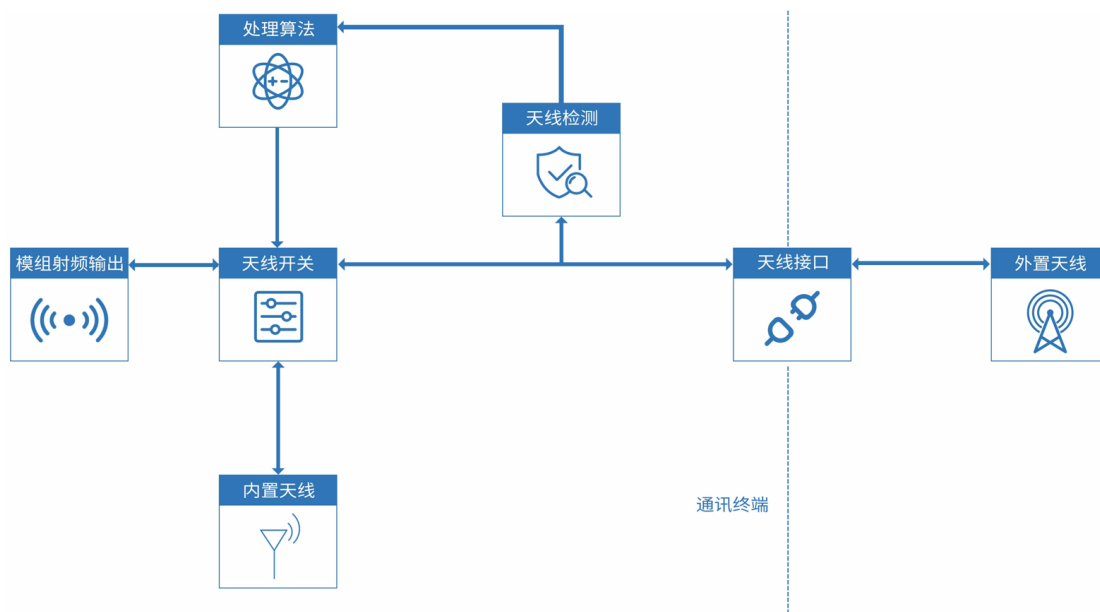 处理算法
天线检测
模组射频输出
天线开关
天线接口
外置天线
内置天线
通讯终端